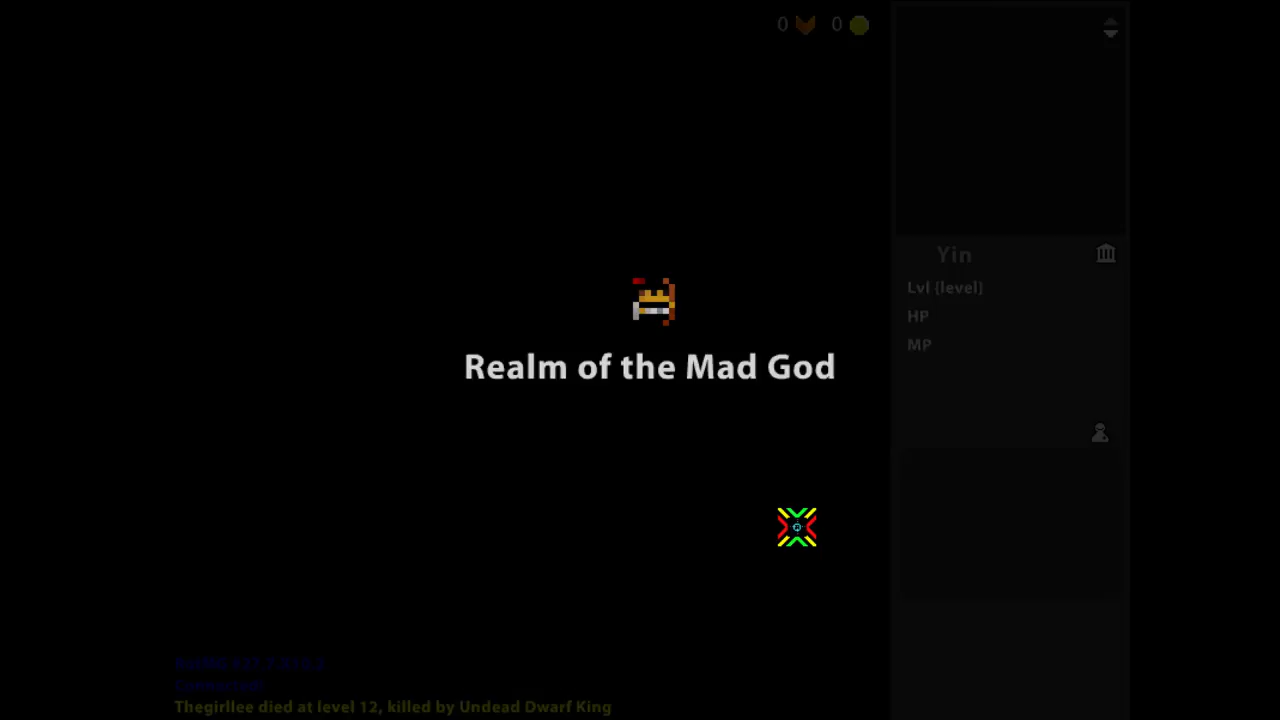 0 0
Yin
Lvl {level}
HP
MP
Realm of the Mad God
Connected!
Thegirllee died at level 12, killed by Undead Dwarf King